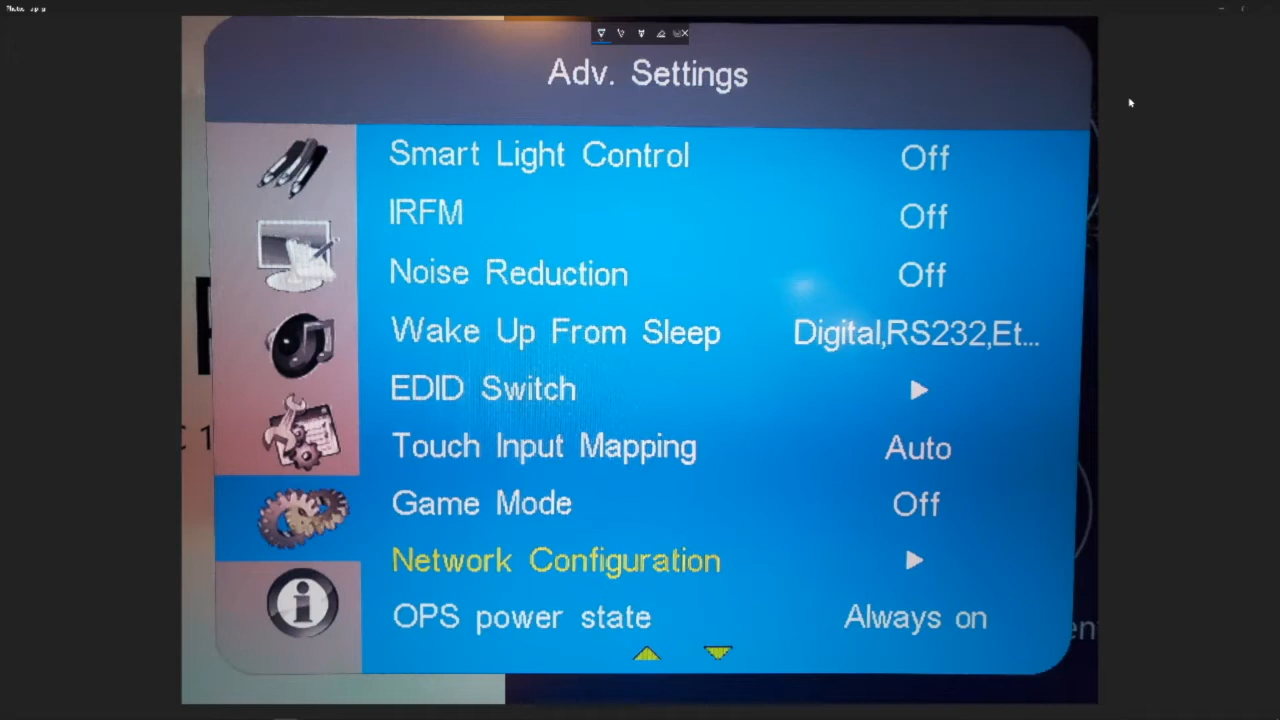 Adv. Settings
Smart Light Control Off
IRFM Off
Noise Reduction Off
Wake Up From Sleep Digital,RS232,Et...
EDID Switch
Touch Input Mapping Auto
Game Mode Off
Network Configuration
OPS power state Always on